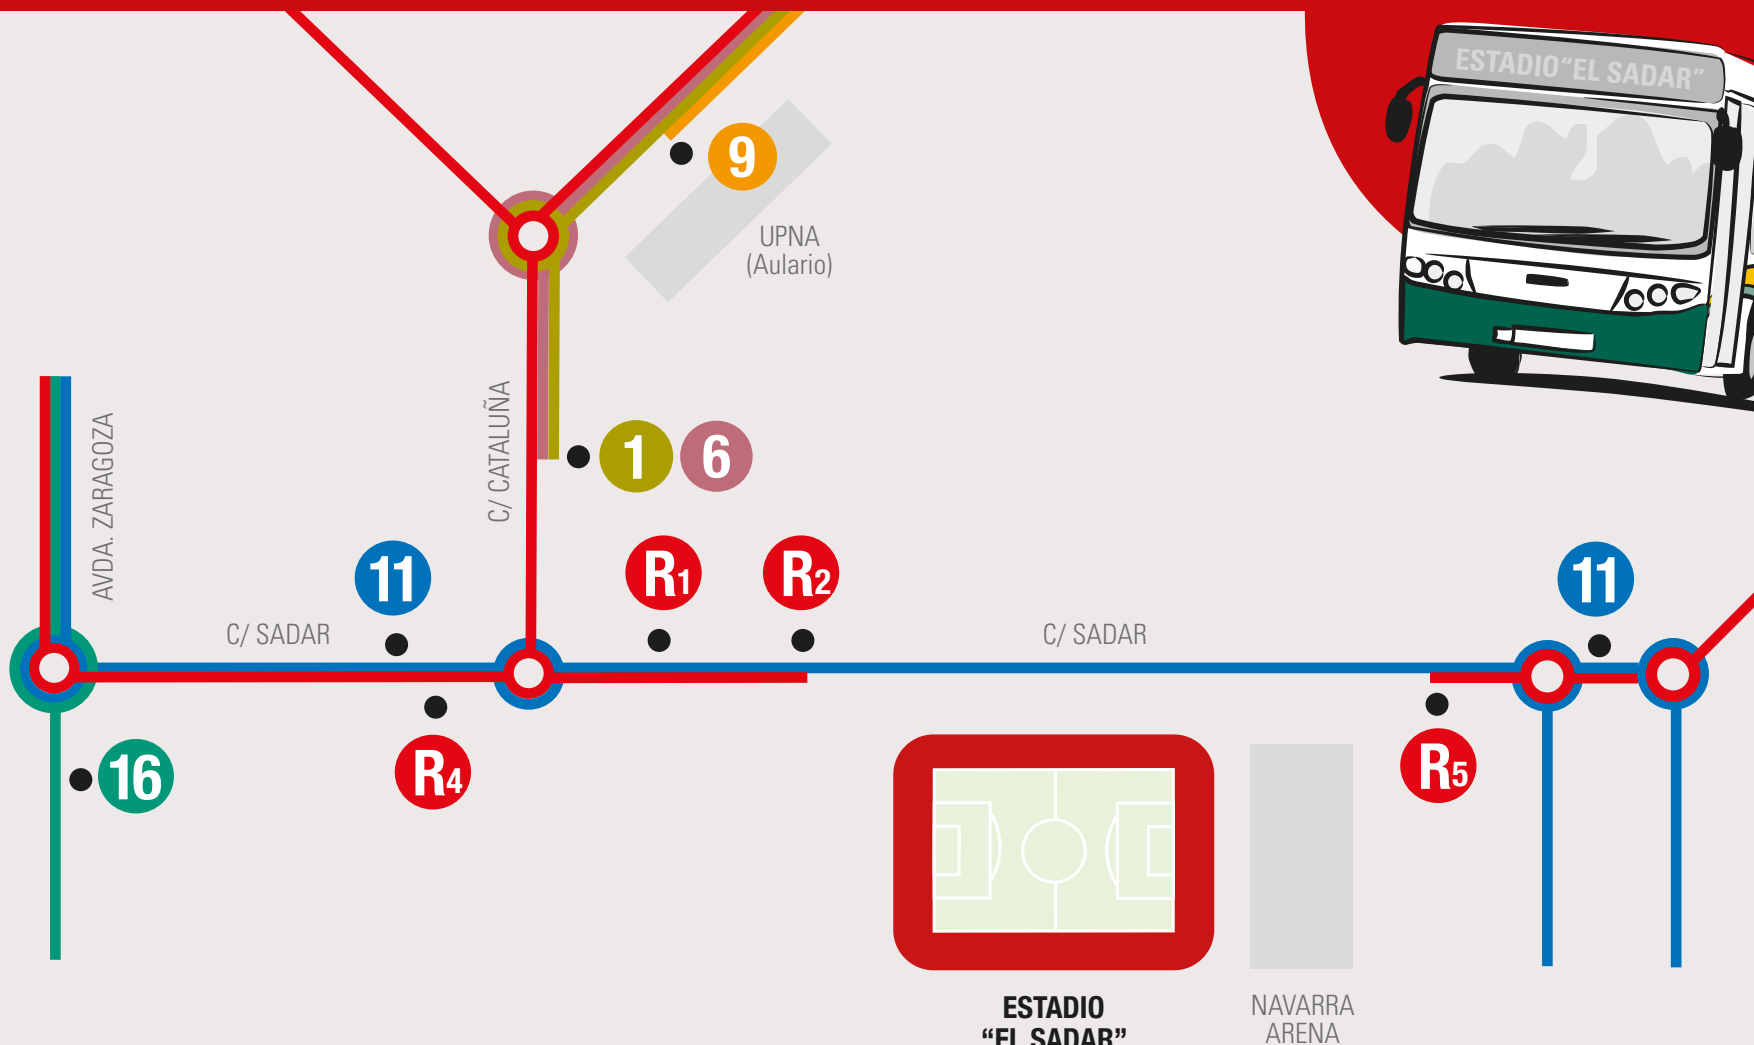 ESTADIO “EL SADAR”
9
UPNA
(Aulario)
AVDA. ZARAGOZA
C/ CATALUÑA
1 6
11
R1
R2
11
C/ SADAR
C/ SADAR
16
R4
R5
ESTADIO
“EL SADAR”
NAVARRA
ARENA